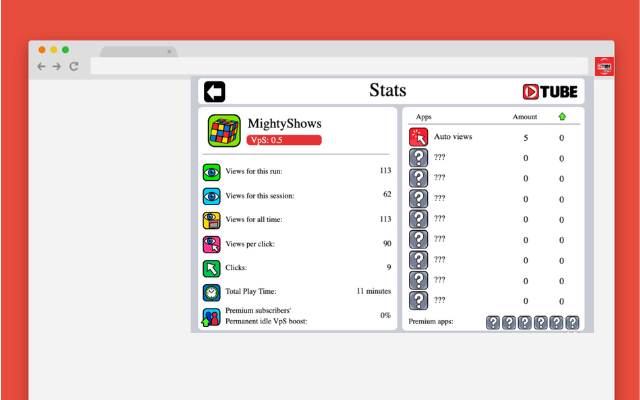 Stats
TUBE
MightyShows
VpS: 0.5
Views for this run: 113
Views for this session: 62
Views for all time: 113
Views per click: 90
Clicks: 9
Total Play Time: 11 minutes
Premium subscribers'
Permanent idle VpS boost: 0%
Apps Amount
Auto views 5 0
??? 0 0
??? 0 0
??? 0 0
??? 0 0
??? 0 0
??? 0 0
??? 0 0
??? 0 0
Premium apps: ? ? ? ? ? ?